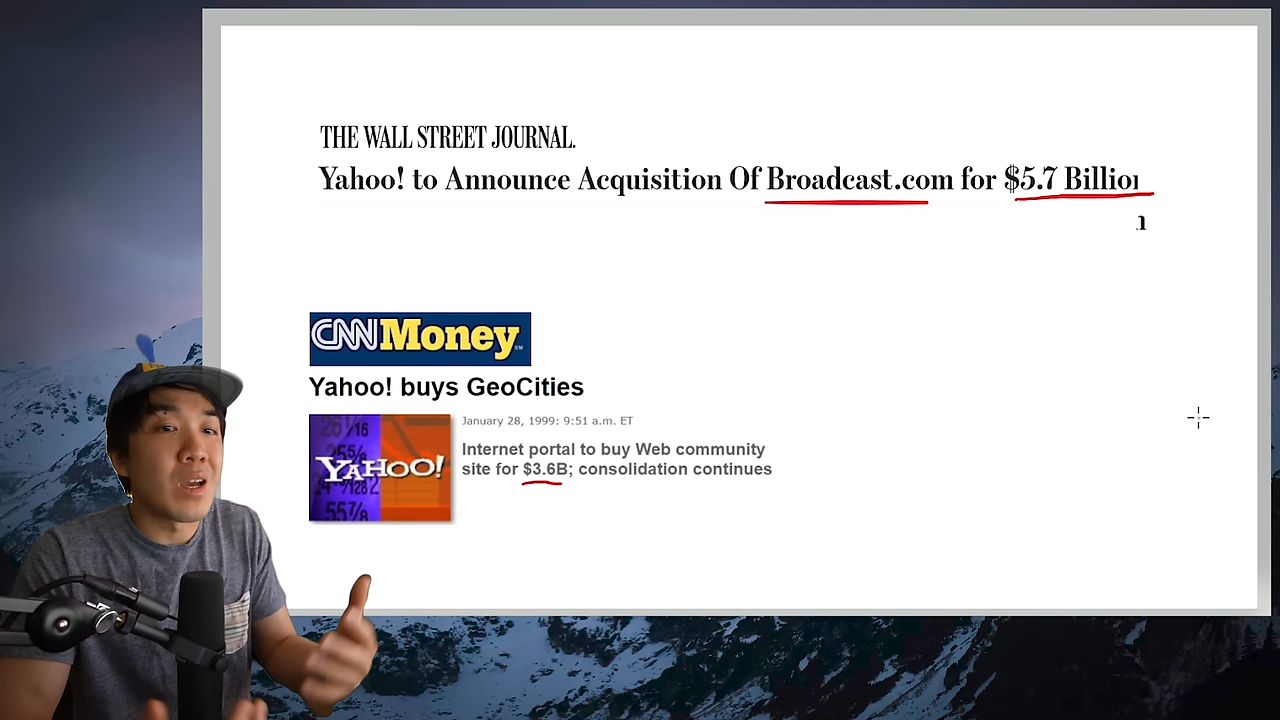 THE WALL STREET JOURNAL.
Yahoo! to Announce Acquisition Of Broadcast.com for $5.7 Billion
CNNMoney
Yahoo! buys GeoCities
January 28, 1999: 9:51 a.m. ET
Internet portal to buy Web community
site for $3.6B; consolidation continues
YAHOO!